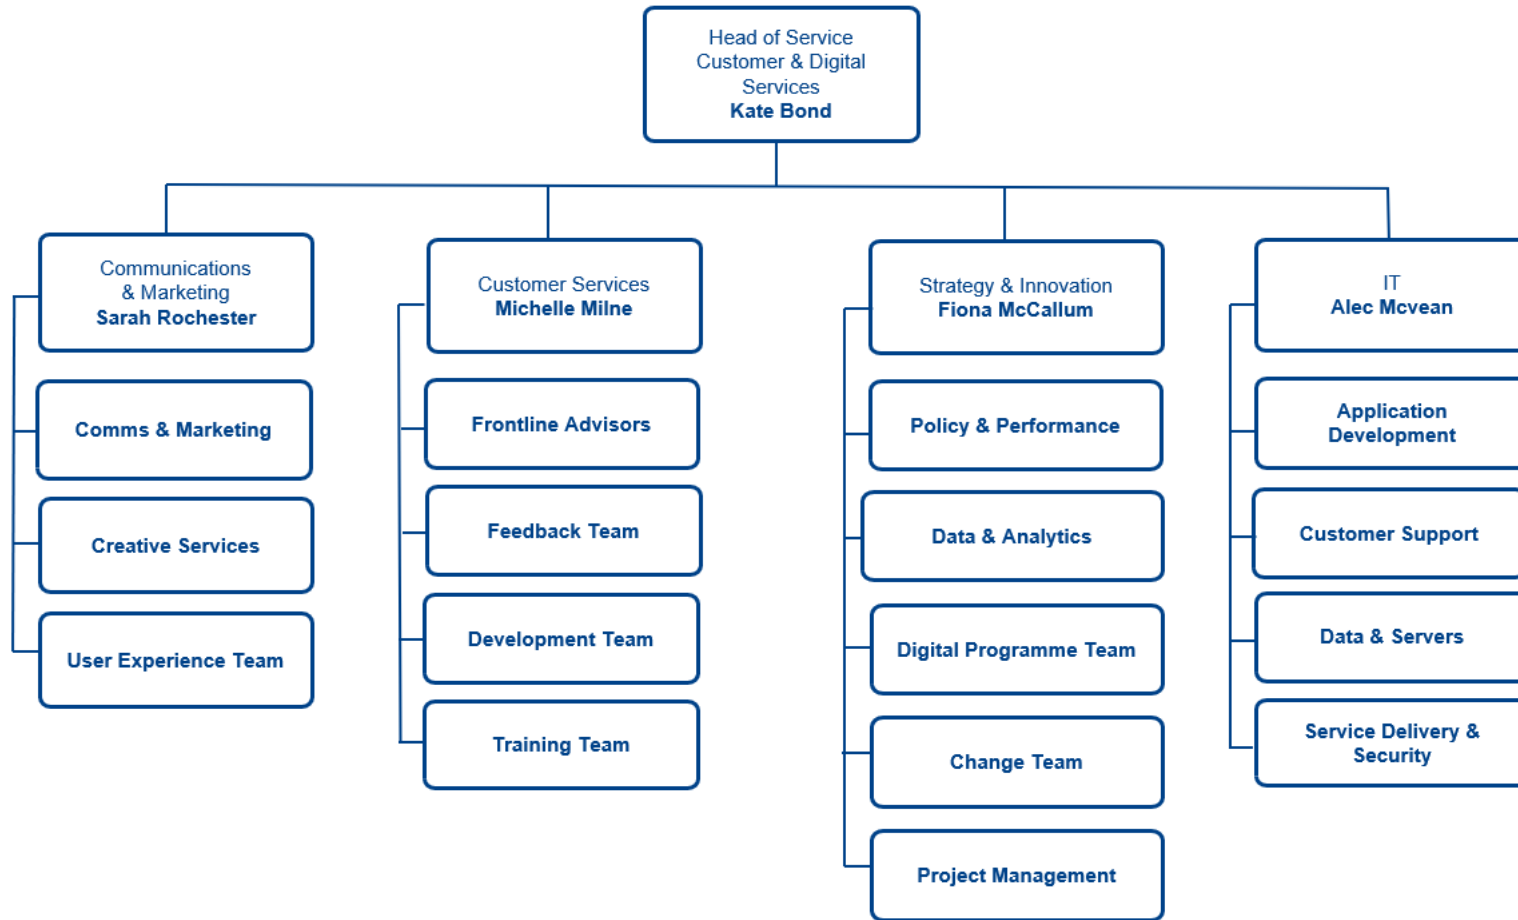 Head of Service
Customer & Digital
Services
Kate Bond
Communications
& Marketing
Sarah Rochester
Comms & Marketing
Creative Services
User Experience Team
Customer Services
Michelle Milne
Frontline Advisors
Feedback Team
Development Team
Training Team
Strategy & Innovation
Fiona McCallum
Policy & Performance
Data & Analytics
Digital Programme Team
Change Team
Project Management
IT
Alec Mcvean
Application
Development
Customer Support
Data & Servers
Service Delivery &
Security